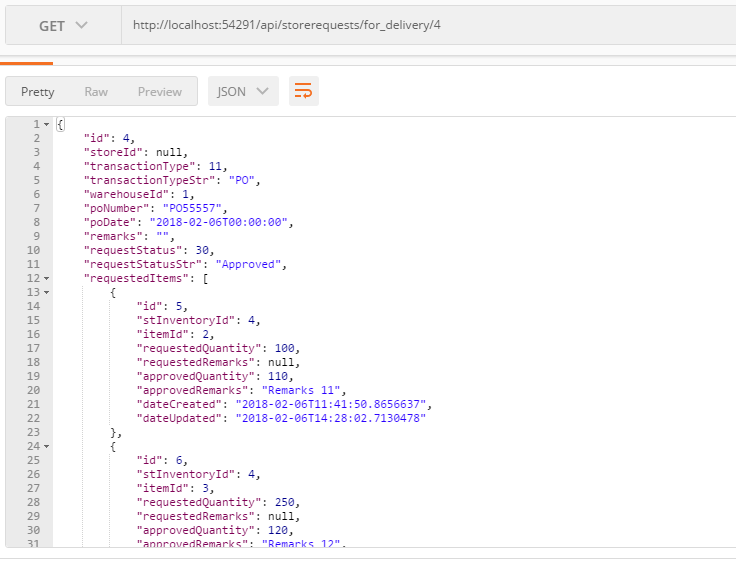 GET http://localhost:54291/api/storerequests/for_delivery/4
Pretty Raw Preview JSON
1 {
2 "id": 4,
3 "storeId": null,
4 "transactionType": 11,
5 "transactionTypeStr": "PO",
6 "warehouseId": 1,
7 "poNumber": "PO55557",
8 "poDate": "2018-02-06T00:00:00",
9 "remarks": "",
10 "requestStatus": 30,
11 "requestStatusStr": "Approved",
12 "requestedItems": [
13 {
14 "id": 5,
15 "stInventoryId": 4,
16 "itemId": 2,
17 "requestedQuantity": 100,
18 "requestedRemarks": null,
19 "approvedQuantity": 110,
20 "approvedRemarks": "Remarks 11",
21 "dateCreated": "2018-02-06T11:41:50.8656637",
22 "dateUpdated": "2018-02-06T14:28:02.7130478"
23 },
24 {
25 "id": 6,
26 "stInventoryId": 4,
27 "itemId": 3,
28 "requestedQuantity": 250,
29 "requestedRemarks": null,
30 "approvedQuantity": 120,
31 "approvedRemarks": "Remarks 12",